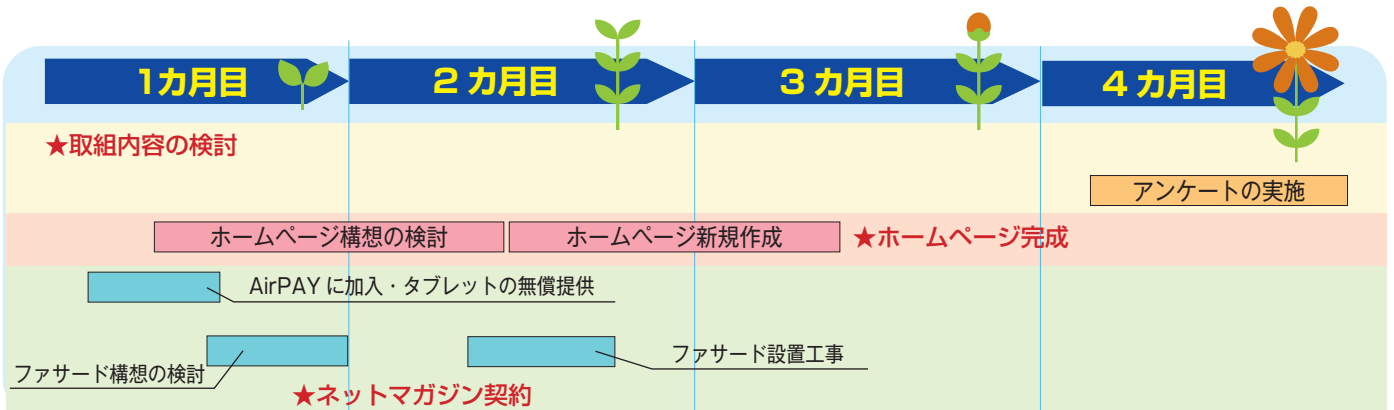 1カ月目
2 カ月目
3 カ月目
4 カ月目
★取組内容の検討
アンケートの実施
ホームページ構想の検討
ホームページ新規作成
★ホームページ完成
AirPAY に加入・タブレットの無償提供
ファサード設置工事
ファサード構想の検討
★ネットマガジン契約